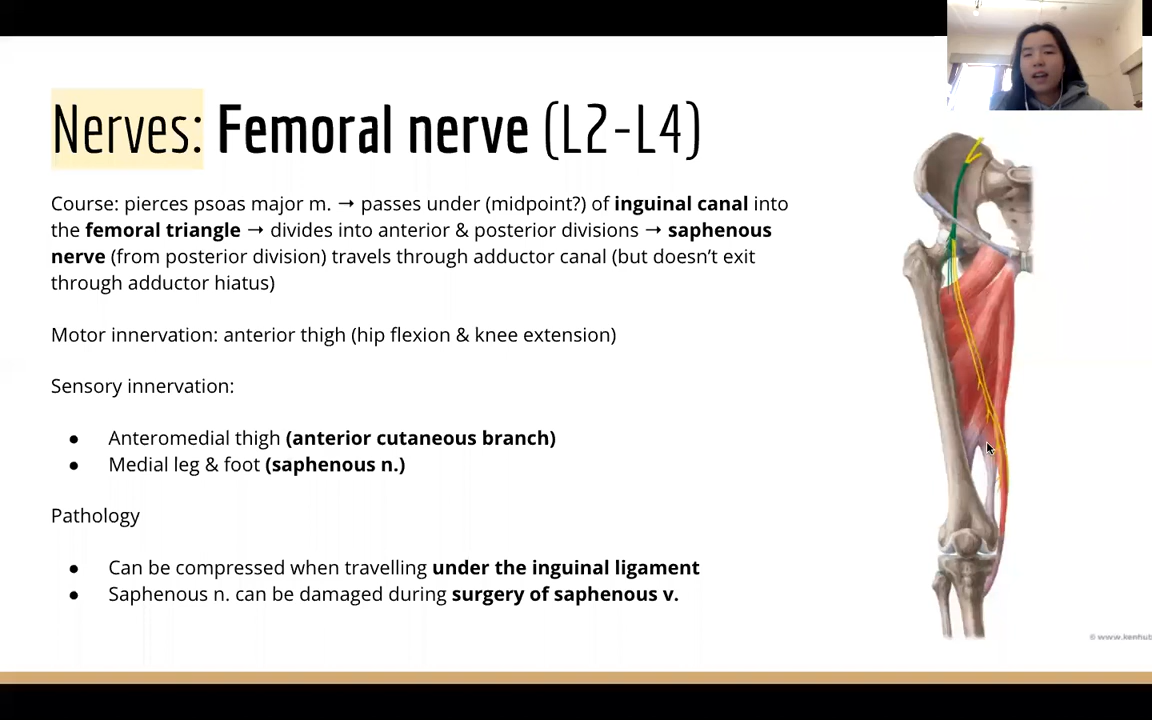 Nerves: Femoral nerve (L2-L4)
Course: pierces psoas major m. → passes under (midpoint?) of inguinal canal into
the femoral triangle → divides into anterior & posterior divisions → saphenous
nerve (from posterior division) travels through adductor canal (but doesn’t exit
through adductor hiatus)
Motor innervation: anterior thigh (hip flexion & knee extension)
Sensory innervation:
● Anteromedial thigh (anterior cutaneous branch)
● Medial leg & foot (saphenous n.)
Pathology
● Can be compressed when travelling under the inguinal ligament
● Saphenous n. can be damaged during surgery of saphenous v.
© www.kenhub